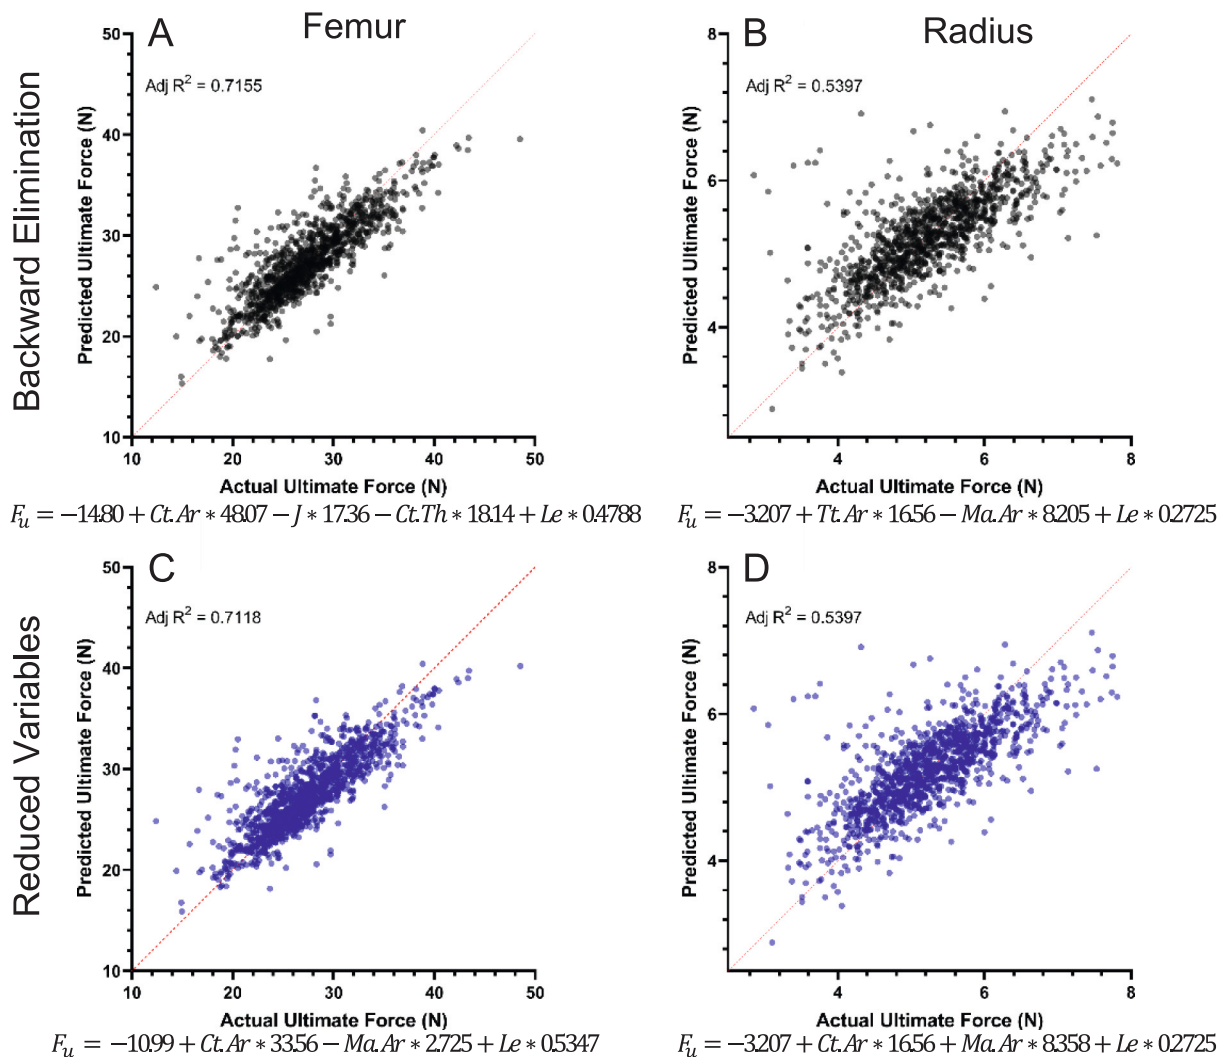 Femur
Radius
Backward Elimination
A
Adj R² = 0.7155
Predicted Ultimate Force (N)
50
40
30
20
10
10 20 30 40 50
Actual Ultimate Force (N)
F_u = −14.80 + Ct.Ar * 48.07 − J * 17.36 − Ct.Th * 18.14 + Le * 0.4788
B
Adj R² = 0.5397
Predicted Ultimate Force (N)
8
6
4
4 6 8
Actual Ultimate Force (N)
F_u = −3.207 + Tt.Ar * 16.56 − Ma.Ar * 8.205 + Le * 0.2725
Reduced Variables
C
Adj R² = 0.7118
Predicted Ultimate Force (N)
50
40
30
20
10
10 20 30 40 50
Actual Ultimate Force (N)
F_u = −10.99 + Ct.Ar * 33.56 − Ma.Ar * 2.725 + Le * 0.5347
D
Adj R² = 0.5397
Predicted Ultimate Force (N)
8
6
4
4 6 8
Actual Ultimate Force (N)
F_u = −3.207 + Ct.Ar * 16.56 + Ma.Ar * 8.358 + Le * 0.2725